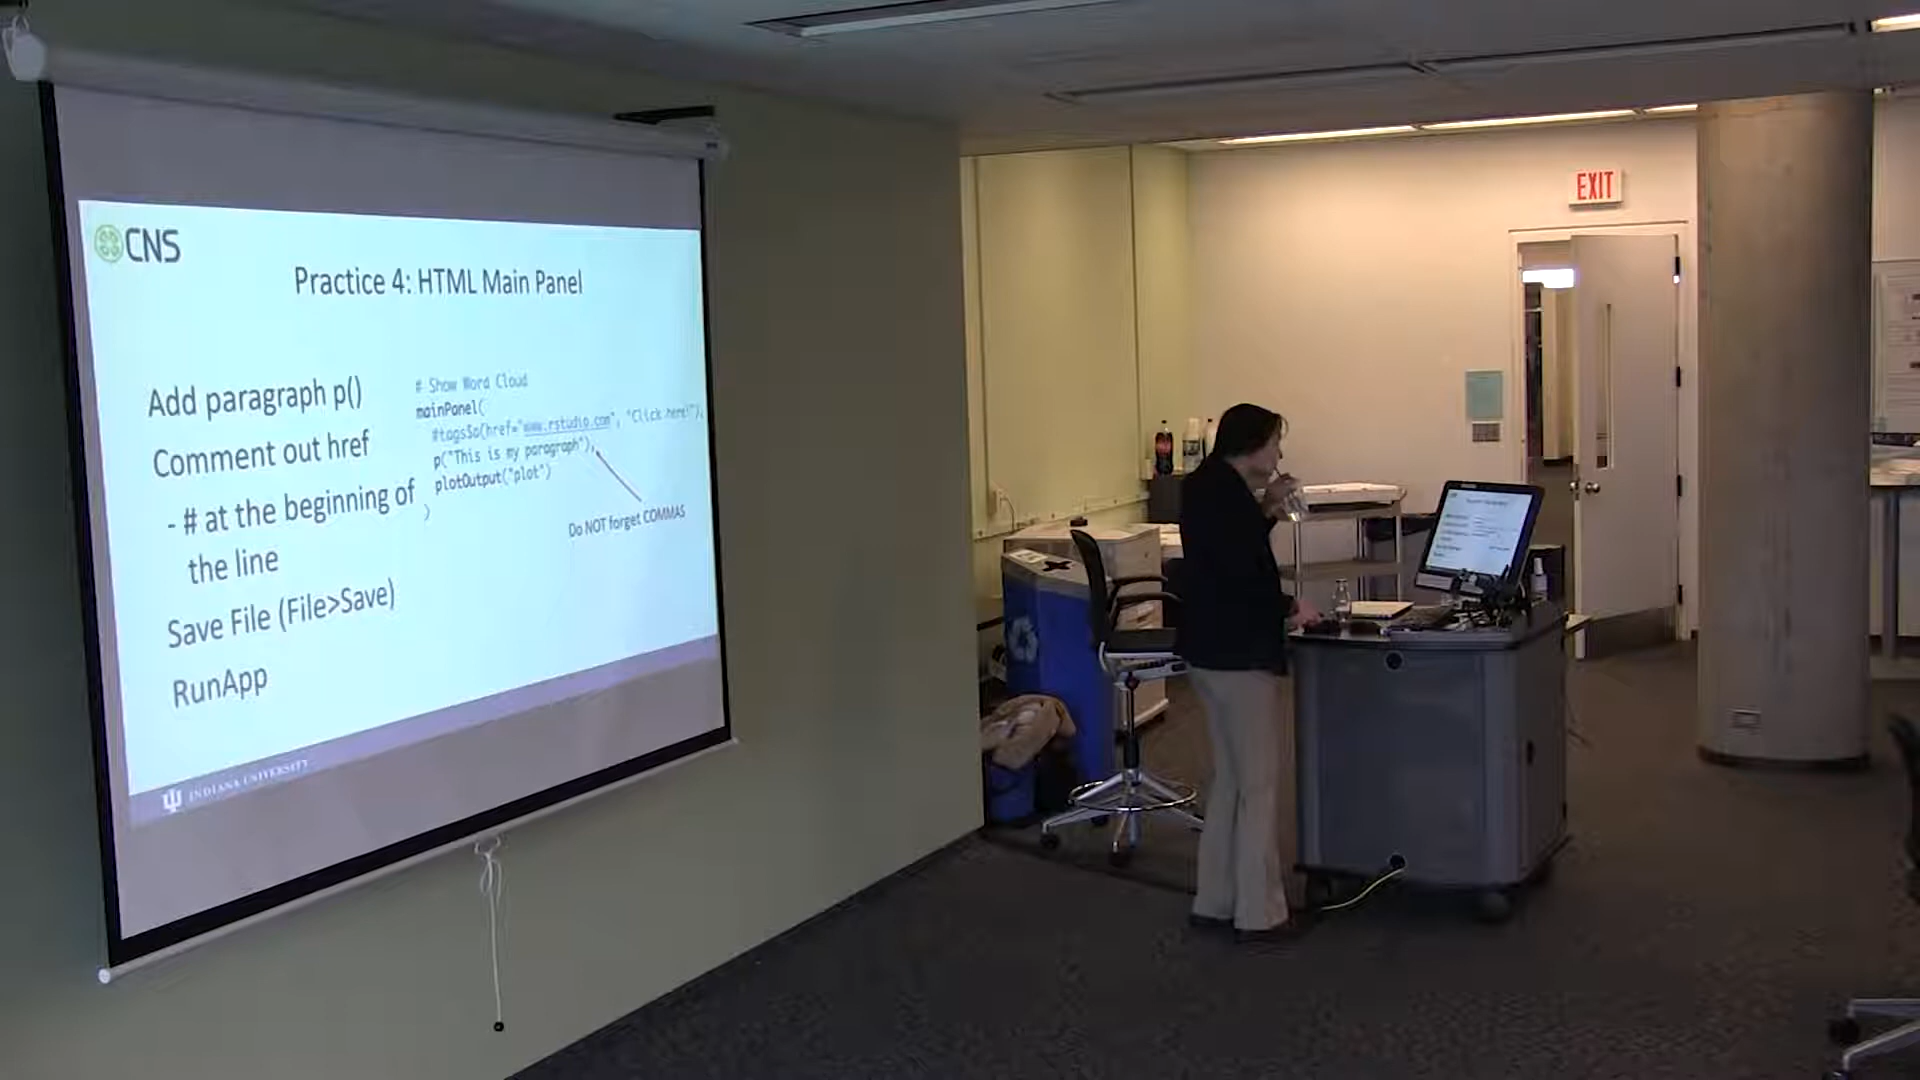 CNS
Practice 4: HTML Main Panel
Add paragraph p()
Comment out href
- # at the beginning of
the line
Save File (File>Save)
RunApp
# Show Word Cloud
mainPanel(
#tags$a(href="www.rstudio.com", "Click here!"),
p("This is my paragraph"),
plotOutput("plot")
)
Do NOT forget COMMAS
INDIANA UNIVERSITY
EXIT